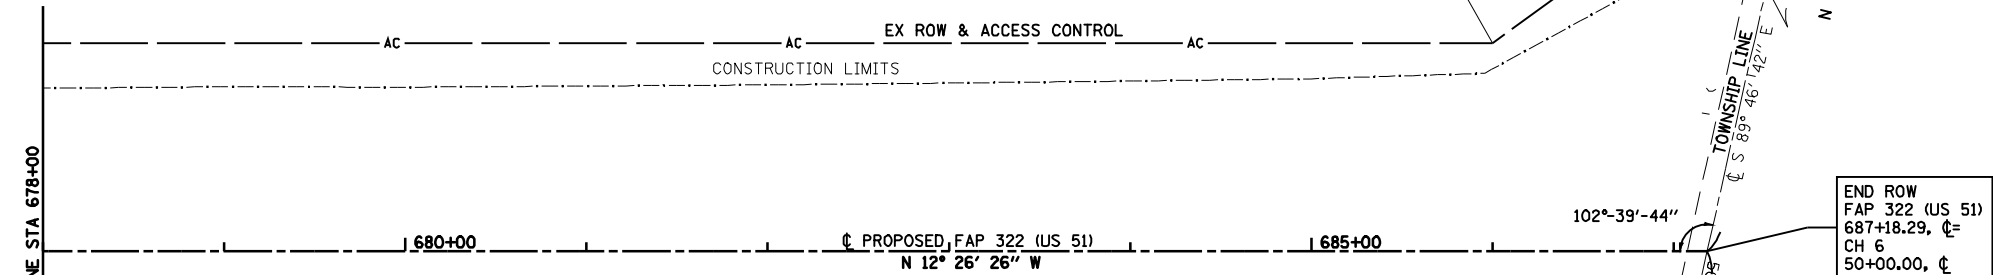 EX ROW & ACCESS CONTROL
AC AC AC
CONSTRUCTION LIMITS
NE STA 678+00
680+00
℄ PROPOSED FAP 322 (US 51)
N 12° 26' 26" W
685+00
102°-39'-44"
TOWNSHIP LINE
℄ S 89° 46' 42" E
N
END ROW
FAP 322 (US 51)
687+18.29, ℄=
CH 6
50+00.00, ℄